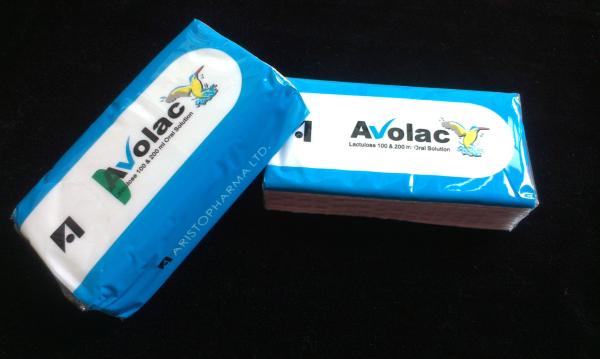 Avolac
Lactulose 100 & 200 ml Oral Solution
ARISTOPHARMA LTD.
Avolac
Lactulose 100 & 200 ml Oral Solution